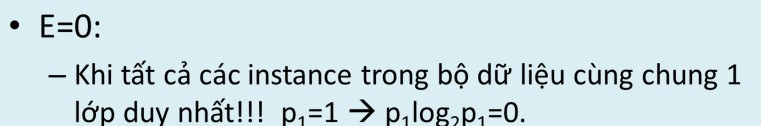 • E=0:
– Khi tất cả các instance trong bộ dữ liệu cùng chung 1
lớp duy nhất!!! p₁=1 → p₁log₂p₁=0.